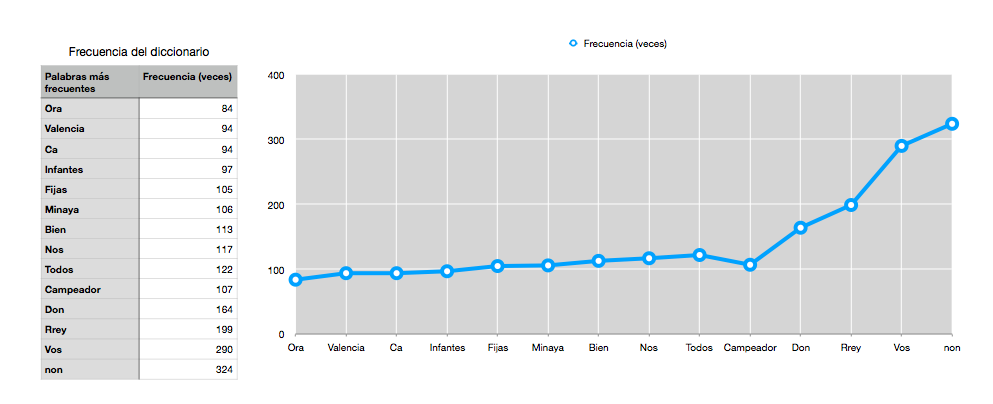 Frecuencia del diccionario
Palabras más frecuentes Frecuencia (veces)
Ora 84
Valencia 94
Ca 94
Infantes 97
Fijas 105
Minaya 106
Bien 113
Nos 117
Todos 122
Campeador 107
Don 164
Rrey 199
Vos 290
non 324
Frecuencia (veces)
400
300
200
100
0
Ora Valencia Ca Infantes Fijas Minaya Bien Nos Todos Campeador Don Rrey Vos non